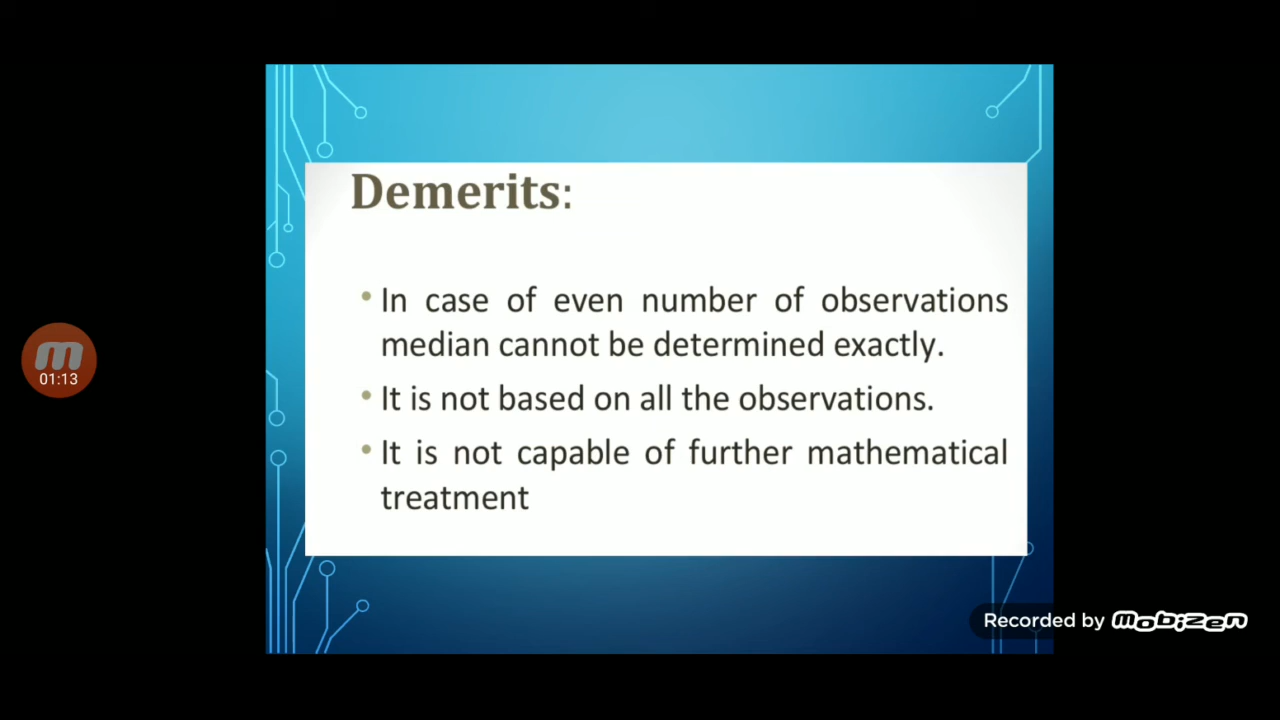 Demerits:
In case of even number of observations
median cannot be determined exactly.
It is not based on all the observations.
It is not capable of further mathematical
treatment
01:13
Recorded by mobizen